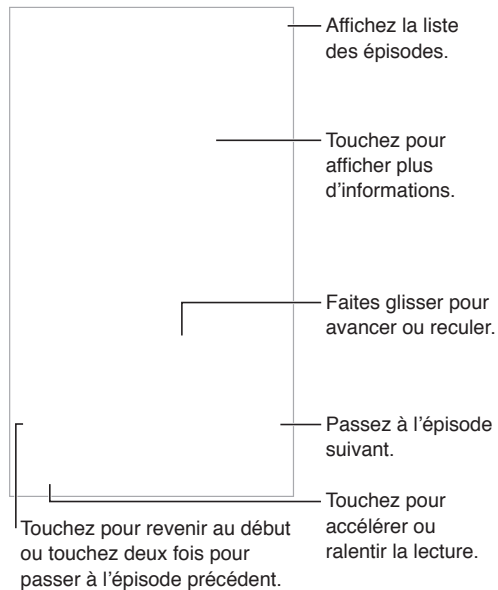 Affichez la liste
des épisodes.
Touchez pour
afficher plus
d’informations.
Faites glisser pour
avancer ou reculer.
Passez à l’épisode
suivant.
Touchez pour
accélérer ou
ralentir la lecture.
Touchez pour revenir au début
ou touchez deux fois pour
passer à l’épisode précédent.